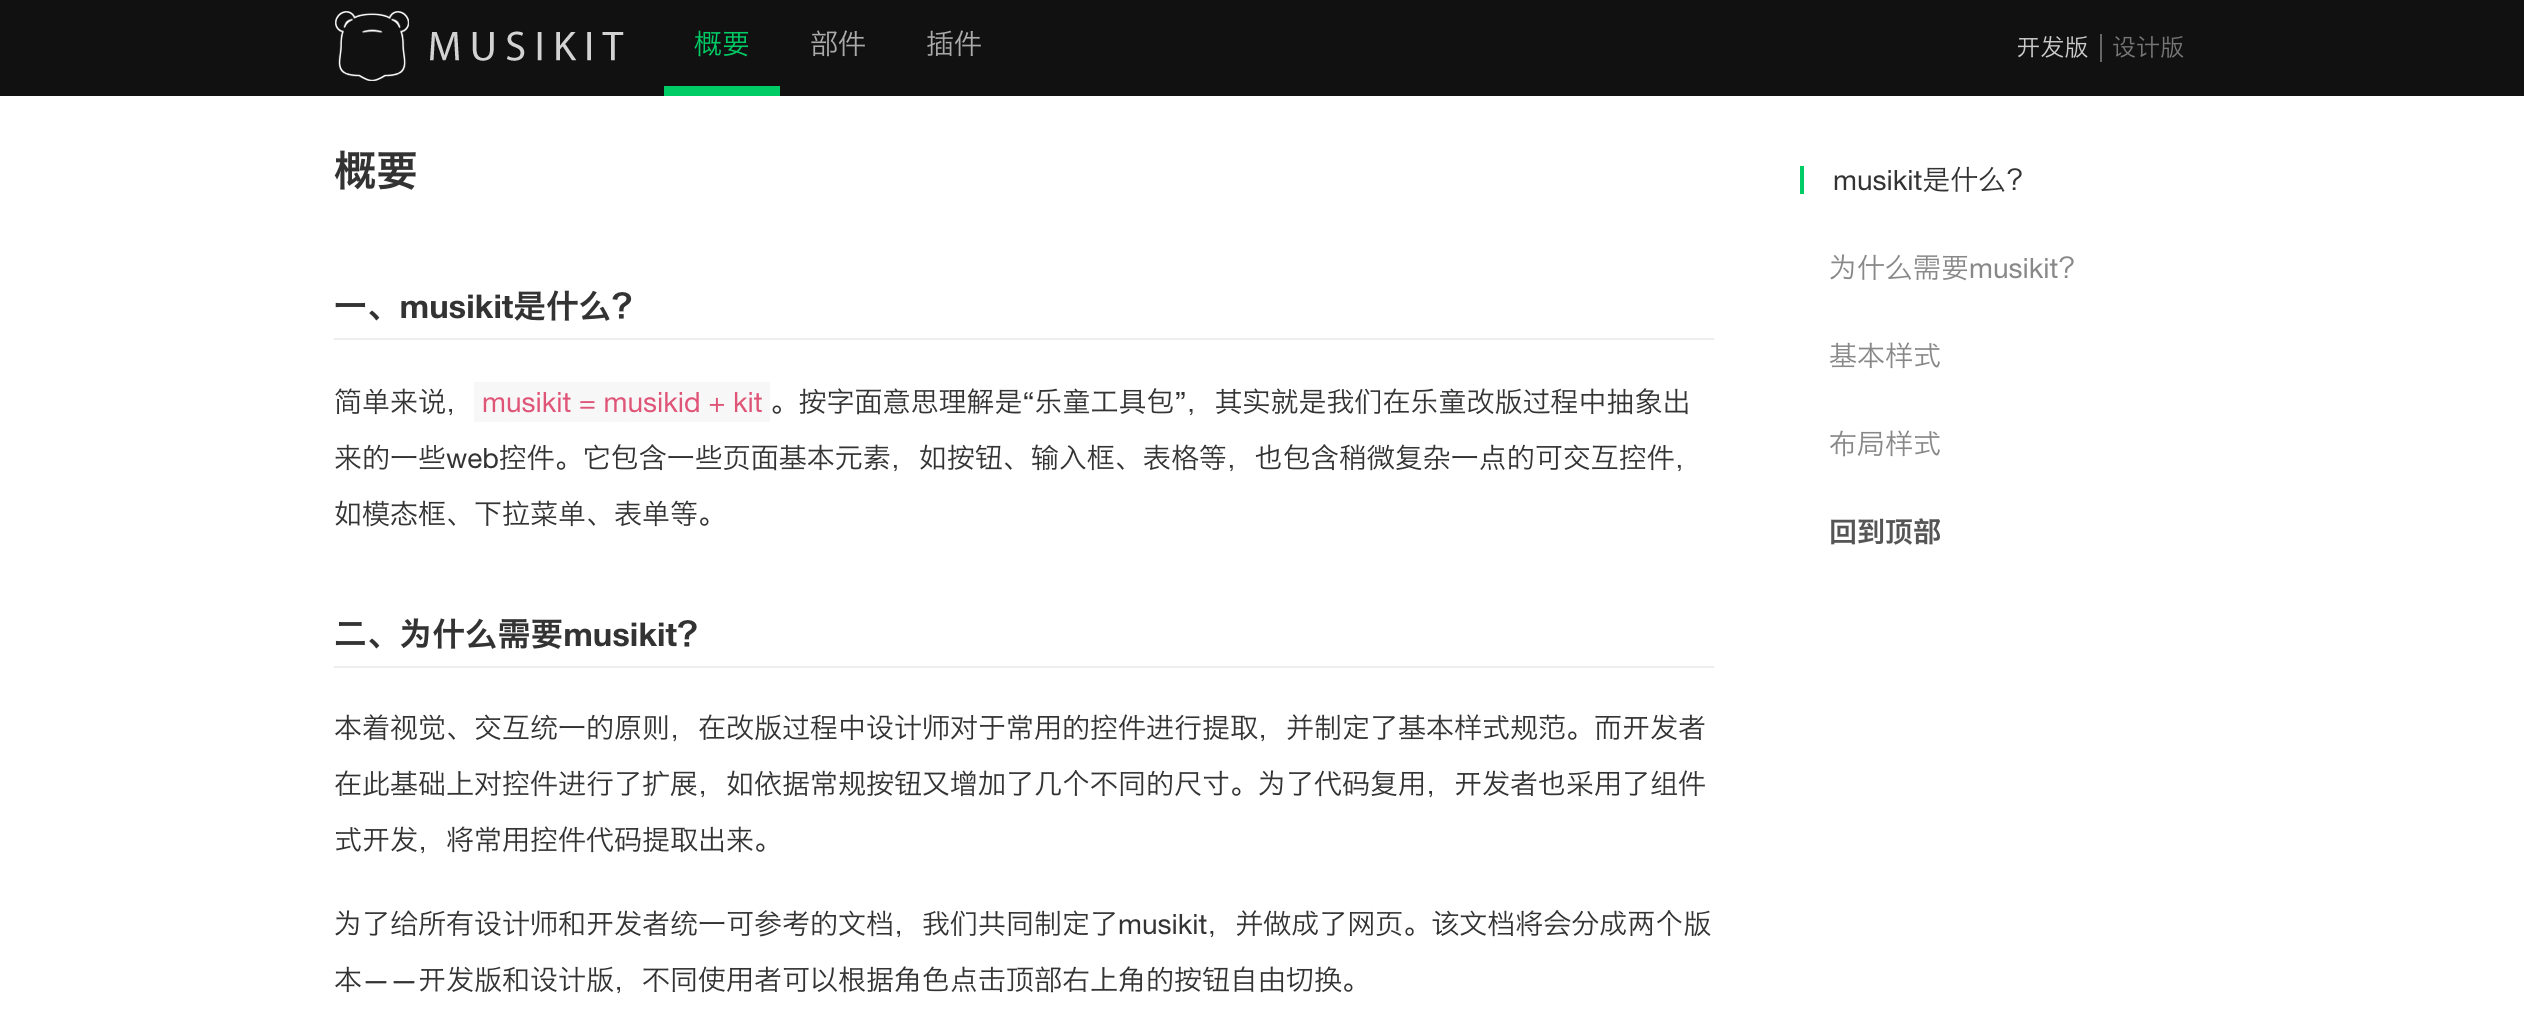 MUSIKIT 概要 部件 插件 开发版 | 设计版
概要
一、musikit是什么？
简单来说，musikit = musikid + kit。按字面意思理解是“乐童工具包”，其实就是我们在乐童改版过程中抽象出
来的一些web控件。它包含一些页面基本元素，如按钮、输入框、表格等，也包含稍微复杂一点的可交互控件，
如模态框、下拉菜单、表单等。
二、为什么需要musikit？
本着视觉、交互统一的原则，在改版过程中设计师对于常用的控件进行提取，并制定了基本样式规范。而开发者
在此基础上对控件进行了扩展，如依据常规按钮又增加了几个不同的尺寸。为了代码复用，开发者也采用了组件
式开发，将常用控件代码提取出来。
为了给所有设计师和开发者统一可参考的文档，我们共同制定了musikit，并做成了网页。该文档将会分成两个版
本——开发版和设计版，不同使用者可以根据角色点击顶部右上角的按钮自由切换。
musikit是什么？
为什么需要musikit？
基本样式
布局样式
回到顶部